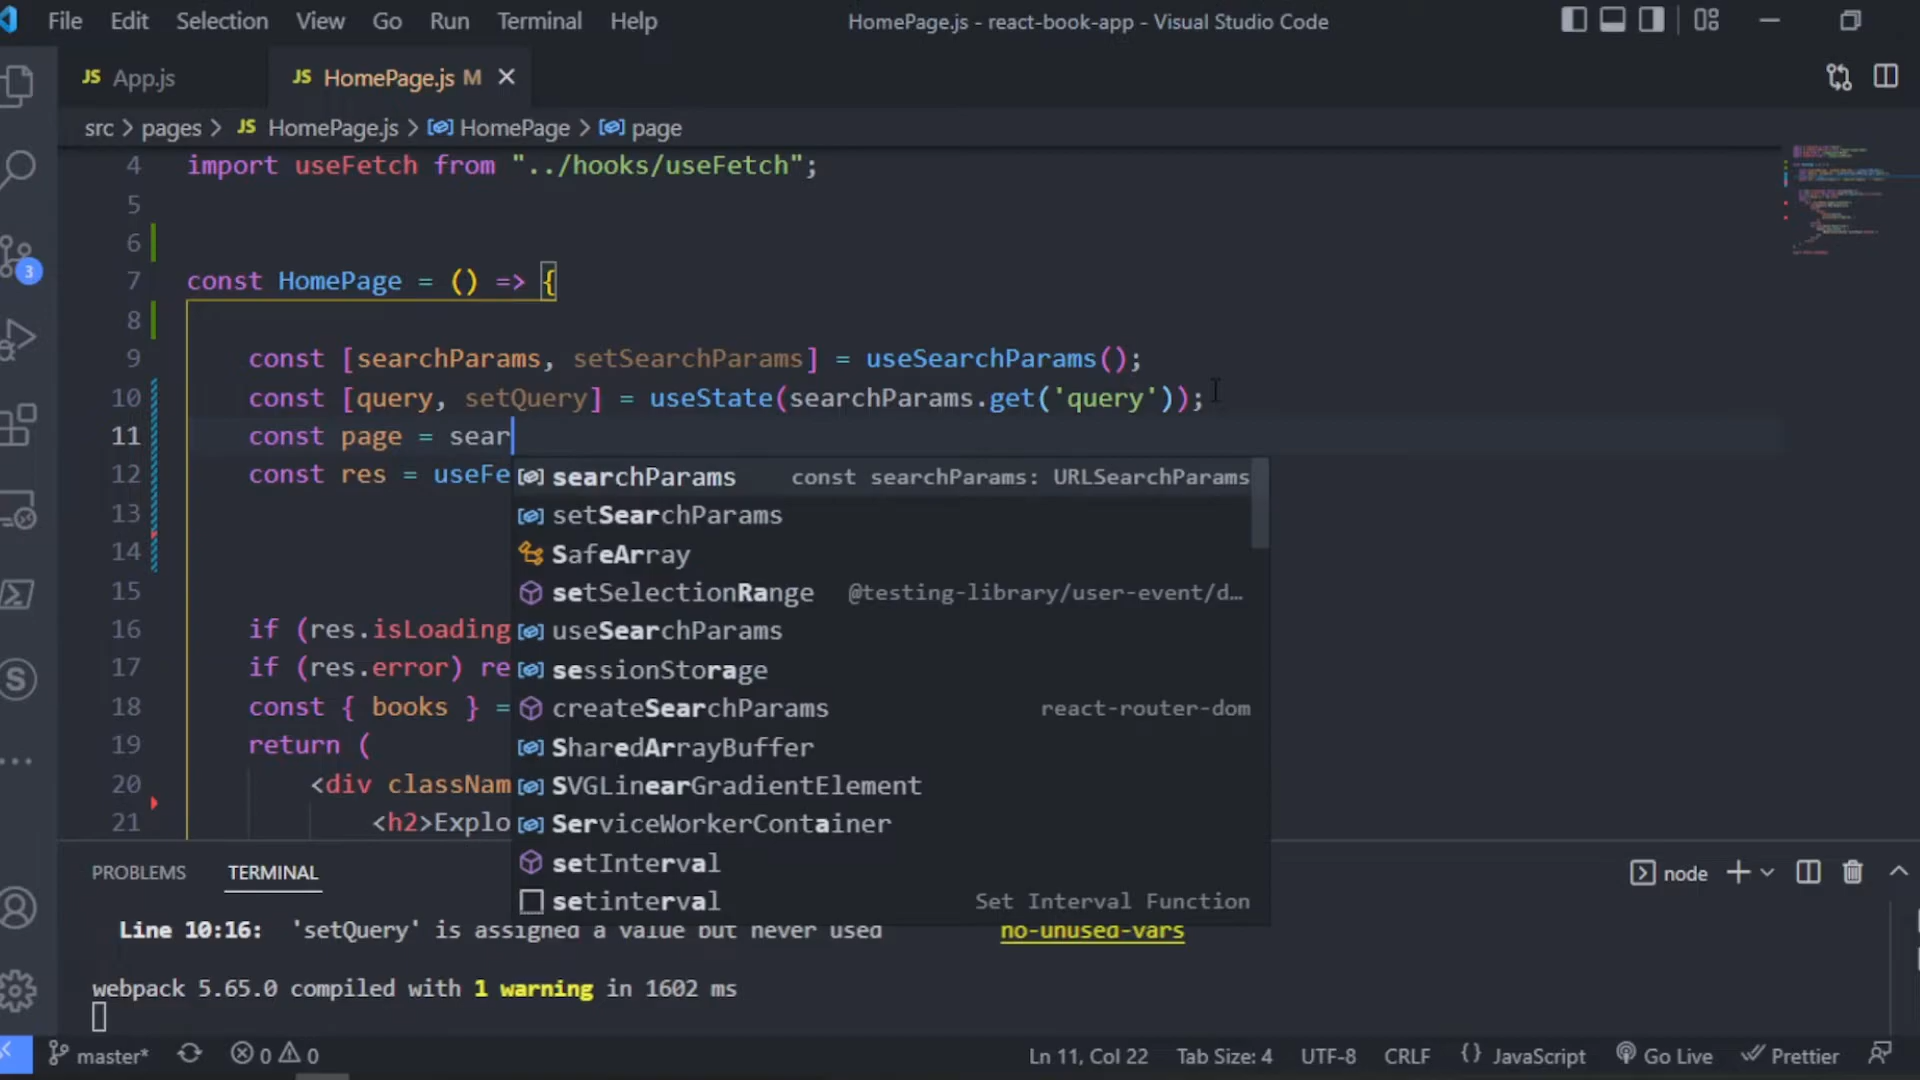 File Edit Selection View Go Run Terminal Help HomePage.js - react-book-app - Visual Studio Code
JS App.js JS HomePage.js M
src > pages > JS HomePage.js > HomePage > page
4 import useFetch from "../hooks/useFetch";
5
6
7 const HomePage = () => {
8
9 const [searchParams, setSearchParams] = useSearchParams();
10 const [query, setQuery] = useState(searchParams.get('query'));
11 const page = sear
12 const res = useFe
searchParams const searchParams: URLSearchParams
13 setSearchParams
14 SafeArray
15 setSelectionRange @testing-library/user-event/d…
16 if (res.isLoading useSearchParams
17 if (res.error) re sessionStorage
18 const { books } = createSearchParams react-router-dom
19 return ( SharedArrayBuffer
20 <div classNam SVGLinearGradientElement
21 <h2>Explo ServiceWorkerContainer
setInterval
setinterval Set Interval Function
3
S
PROBLEMS TERMINAL node
Line 10:16: 'setQuery' is assigned a value but never used no-unused-vars
webpack 5.65.0 compiled with 1 warning in 1602 ms
master* 0 0 Ln 11, Col 22 Tab Size: 4 UTF-8 CRLF {} JavaScript Go Live Prettier